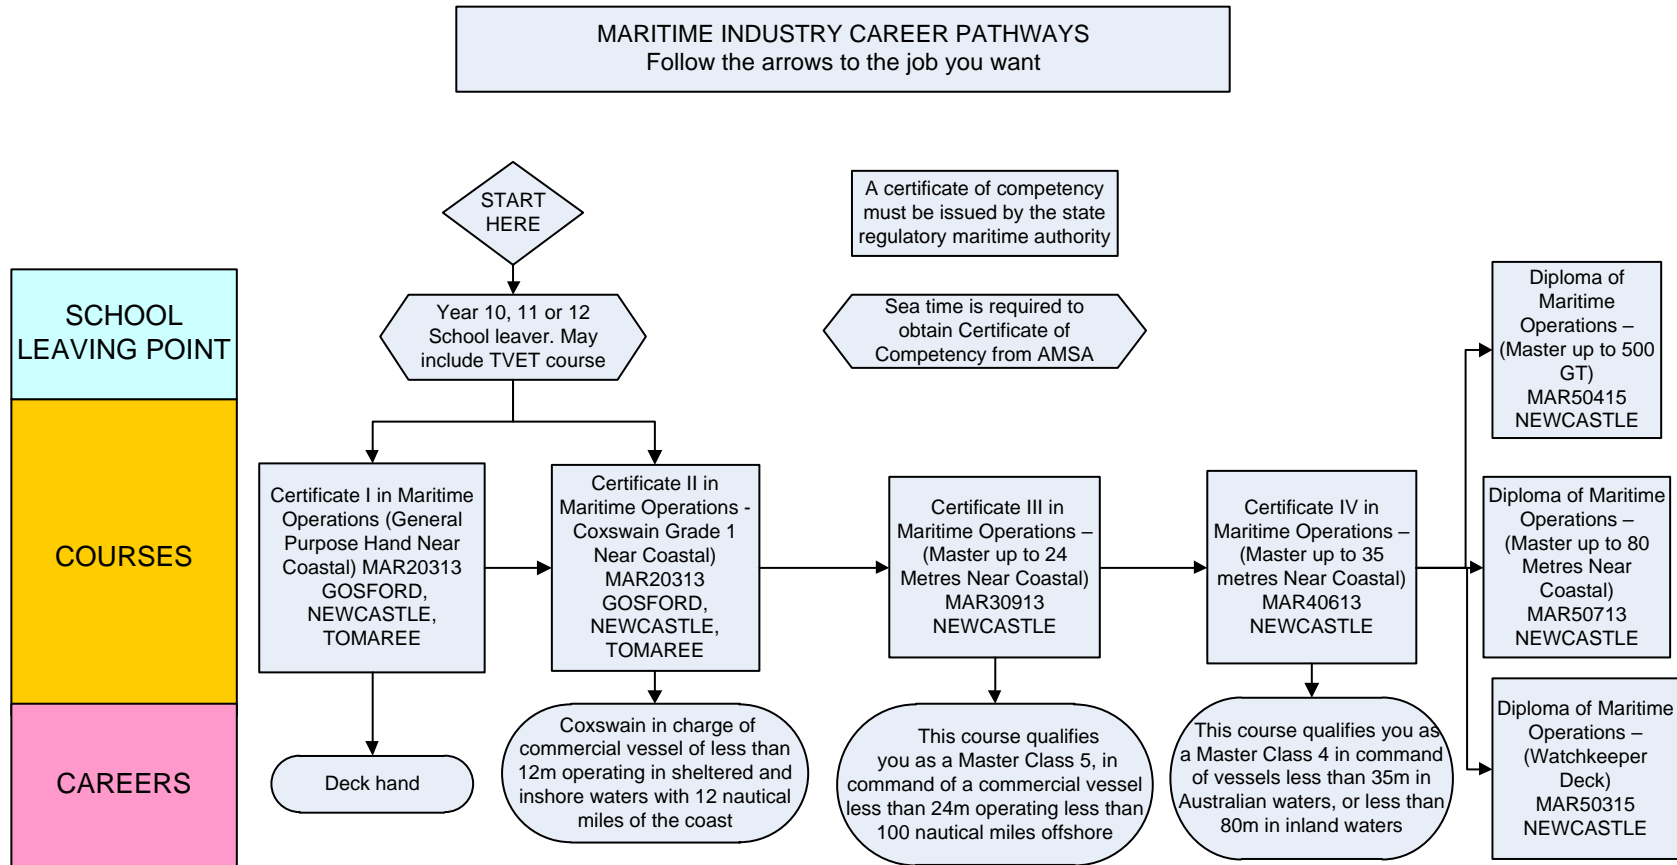 MARITIME INDUSTRY CAREER PATHWAYS
Follow the arrows to the job you want
START
HERE
A certificate of competency
must be issued by the state
regulatory maritime authority
SCHOOL
LEAVING POINT
Year 10, 11 or 12
School leaver. May
include TVET course
Sea time is required to
obtain Certificate of
Competency from AMSA
COURSES
Certificate I in Maritime
Operations (General
Purpose Hand Near
Coastal) MAR20313
GOSFORD,
NEWCASTLE,
TOMAREE
Certificate II in
Maritime Operations -
Coxswain Grade 1
Near Coastal)
MAR20313
GOSFORD,
NEWCASTLE,
TOMAREE
Certificate III in
Maritime Operations –
(Master up to 24
Metres Near Coastal)
MAR30913
NEWCASTLE
Certificate IV in
Maritime Operations –
(Master up to 35
metres Near Coastal)
MAR40613
NEWCASTLE
Diploma of
Maritime
Operations –
(Master up to 500
GT)
MAR50415
NEWCASTLE
Diploma of Maritime
Operations –
(Master up to 80
Metres Near
Coastal)
MAR50713
NEWCASTLE
Diploma of Maritime
Operations –
(Watchkeeper
Deck)
MAR50315
NEWCASTLE
CAREERS
Deck hand
Coxswain in charge of
commercial vessel of less than
12m operating in sheltered and
inshore waters with 12 nautical
miles of the coast
This course qualifies
you as a Master Class 5, in
command of a commercial vessel
less than 24m operating less than
100 nautical miles offshore
This course qualifies you as
a Master Class 4 in command
of vessels less than 35m in
Australian waters, or less than
80m in inland waters